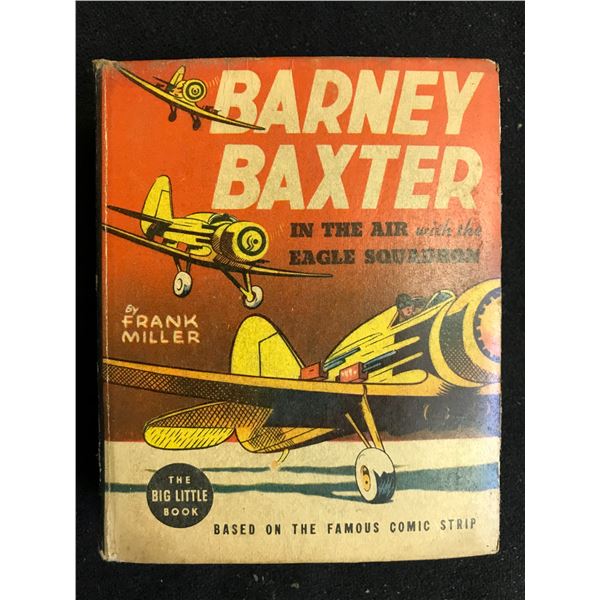 BARNEY
BAXTER
IN THE AIR with the
EAGLE SQUADRON
By
FRANK
MILLER
THE
BIG LITTLE
BOOK
BASED ON THE FAMOUS COMIC STRIP